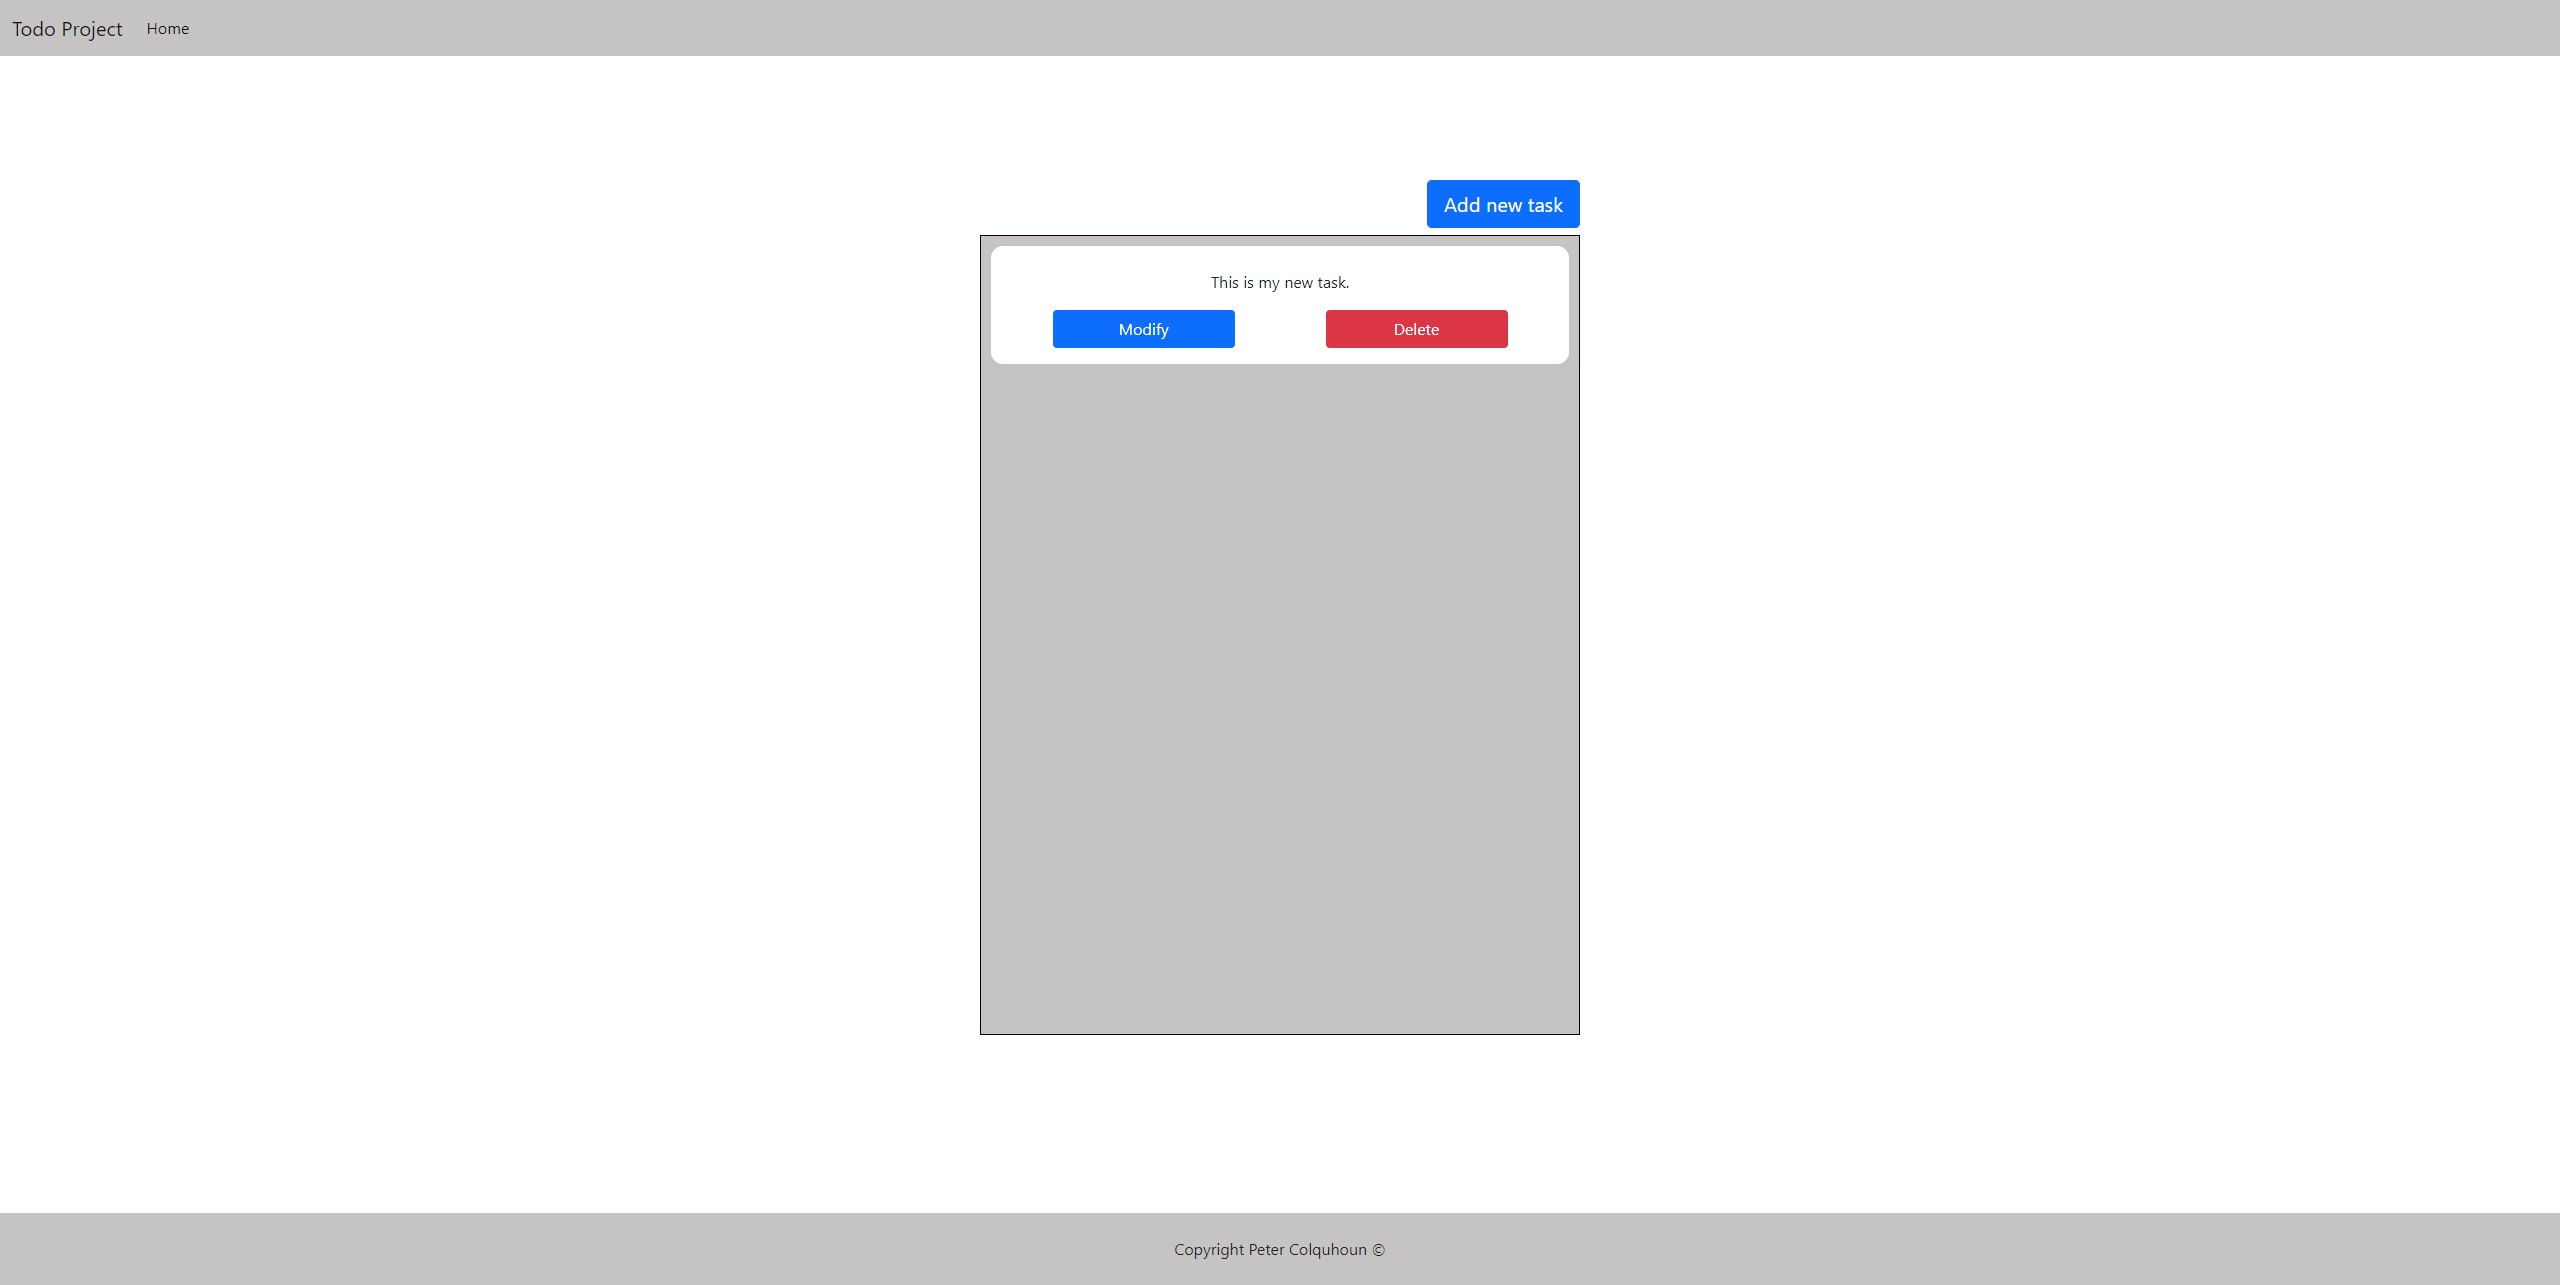 Todo Project Home
Add new task
This is my new task.
Modify Delete
Copyright Peter Colquhoun ©